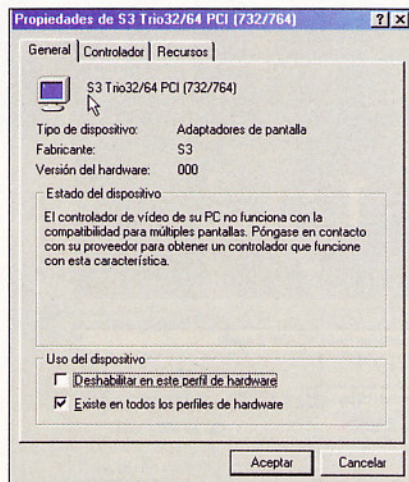 Propiedades de S3 Trio32/64 PCI (732/764)
General Controlador Recursos
S3 Trio32/64 PCI (732/764)
Tipo de dispositivo: Adaptadores de pantalla
Fabricante: S3
Versión del hardware: 000
Estado del dispositivo
El controlador de vídeo de su PC no funciona con la
compatibilidad para múltiples pantallas. Póngase en contacto
con su proveedor para obtener un controlador que funcione
con esta característica.
Uso del dispositivo
Deshabilitar en este perfil de hardware
Existe en todos los perfiles de hardware
Aceptar Cancelar